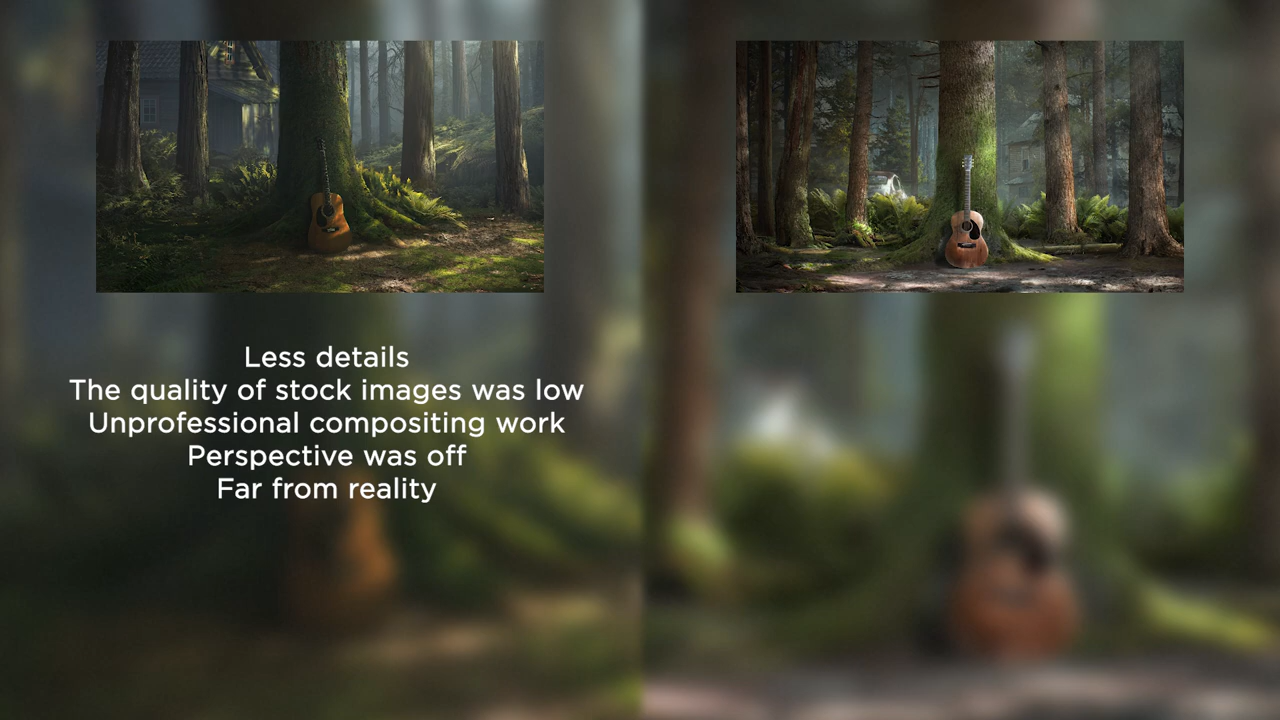 Less details
The quality of stock images was low
Unprofessional compositing work
Perspective was off
Far from reality